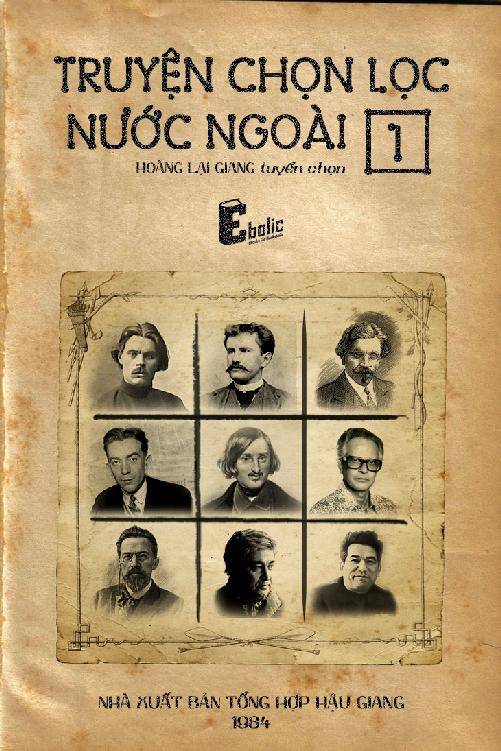 TRUYỆN CHỌN LỌC
NƯỚC NGOÀI 1
HOÀNG LẠI GIANG tuyển chọn
Ebolic
NHÀ XUẤT BẢN TỔNG HỢP HẬU GIANG
1984